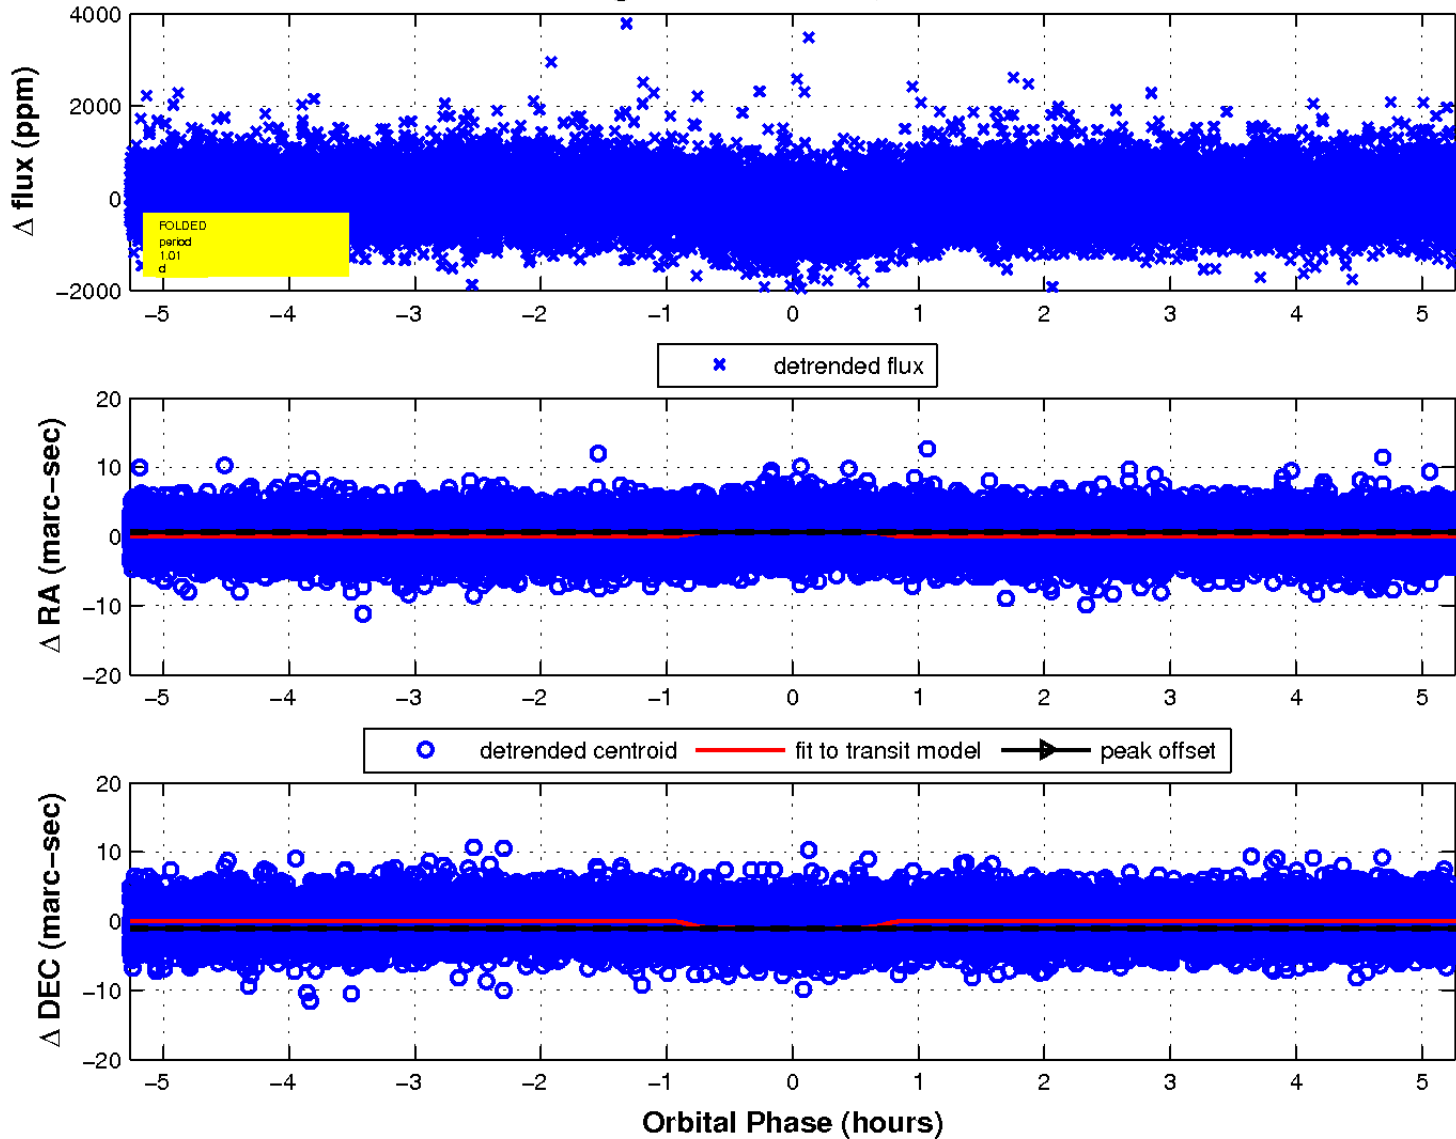 4000
2000
0
−2000
Δ flux (ppm)
FOLDED
period
1.01
d
−5 −4 −3 −2 −1 0 1 2 3 4 5
detrended flux
20
10
0
−10
−20
Δ RA (marc−sec)
−5 −4 −3 −2 −1 0 1 2 3 4 5
detrended centroid fit to transit model peak offset
20
10
0
−10
−20
Δ DEC (marc−sec)
−5 −4 −3 −2 −1 0 1 2 3 4 5
Orbital Phase (hours)